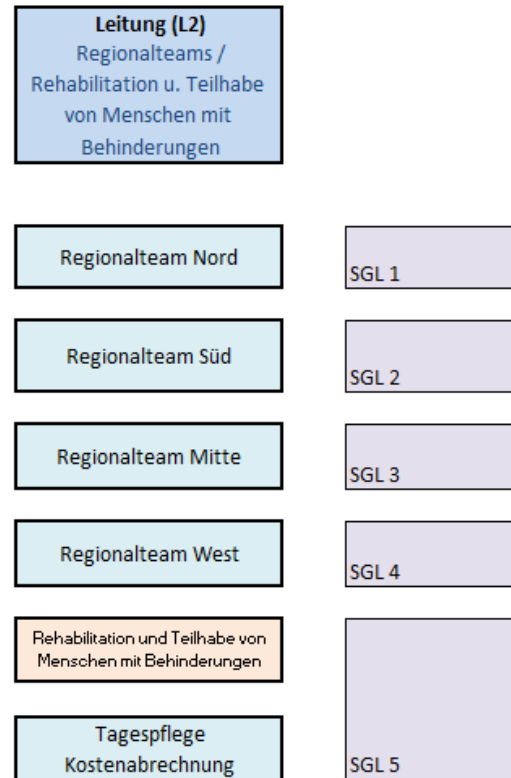 Leitung (L2)
Regionalteams /
Rehabilitation u. Teilhabe
von Menschen mit
Behinderungen
Regionalteam Nord
SGL 1
Regionalteam Süd
SGL 2
Regionalteam Mitte
SGL 3
Regionalteam West
SGL 4
Rehabilitation und Teilhabe von
Menschen mit Behinderungen
Tagespflege
Kostenabrechnung
SGL 5